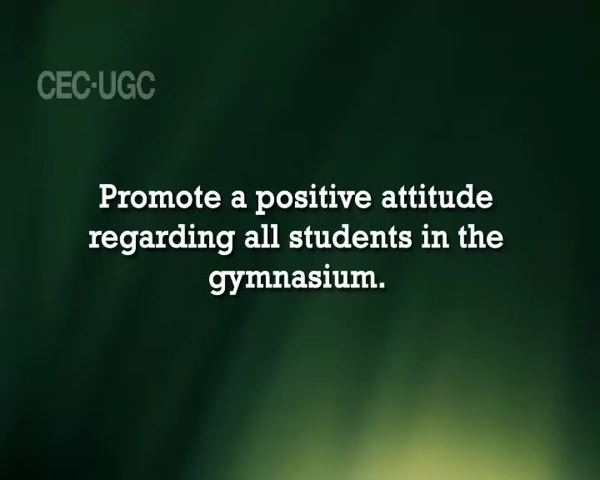 CEC-UGC
Promote a positive attitude
regarding all students in the
gymnasium.